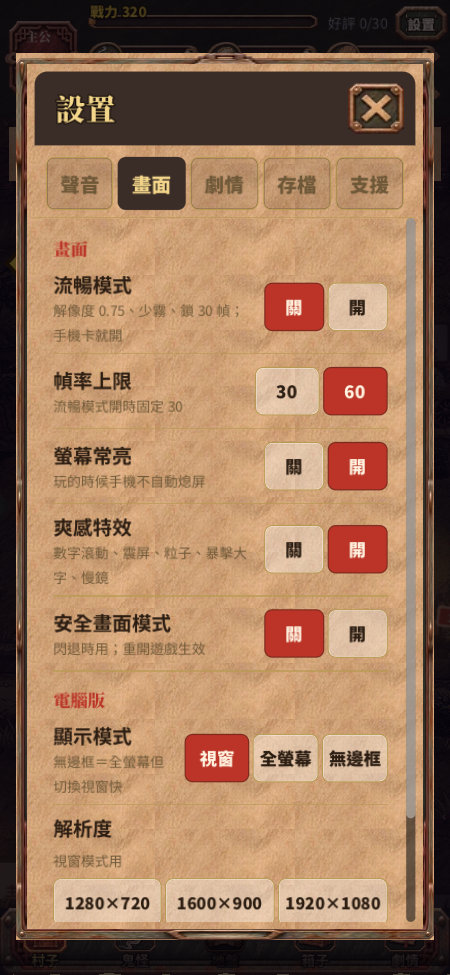 戰力 320
主公
好評 0/30
設置
設置
聲音
畫面
劇情
存檔
支援
畫面
流暢模式
解像度 0.75、少霧、鎖 30 幀；
手機卡就開
關
開
幀率上限
流暢模式開時固定 30
30
60
螢幕常亮
玩的時候手機不自動熄屏
關
開
爽感特效
數字滾動、震屏、粒子、暴擊大
字、慢鏡
關
開
安全畫面模式
閃退時用；重開遊戲生效
關
開
電腦版
顯示模式
無邊框＝全螢幕但
切換視窗快
視窗
全螢幕
無邊框
解析度
視窗模式用
1280×720
1600×900
1920×1080
村子
箱子
劇情